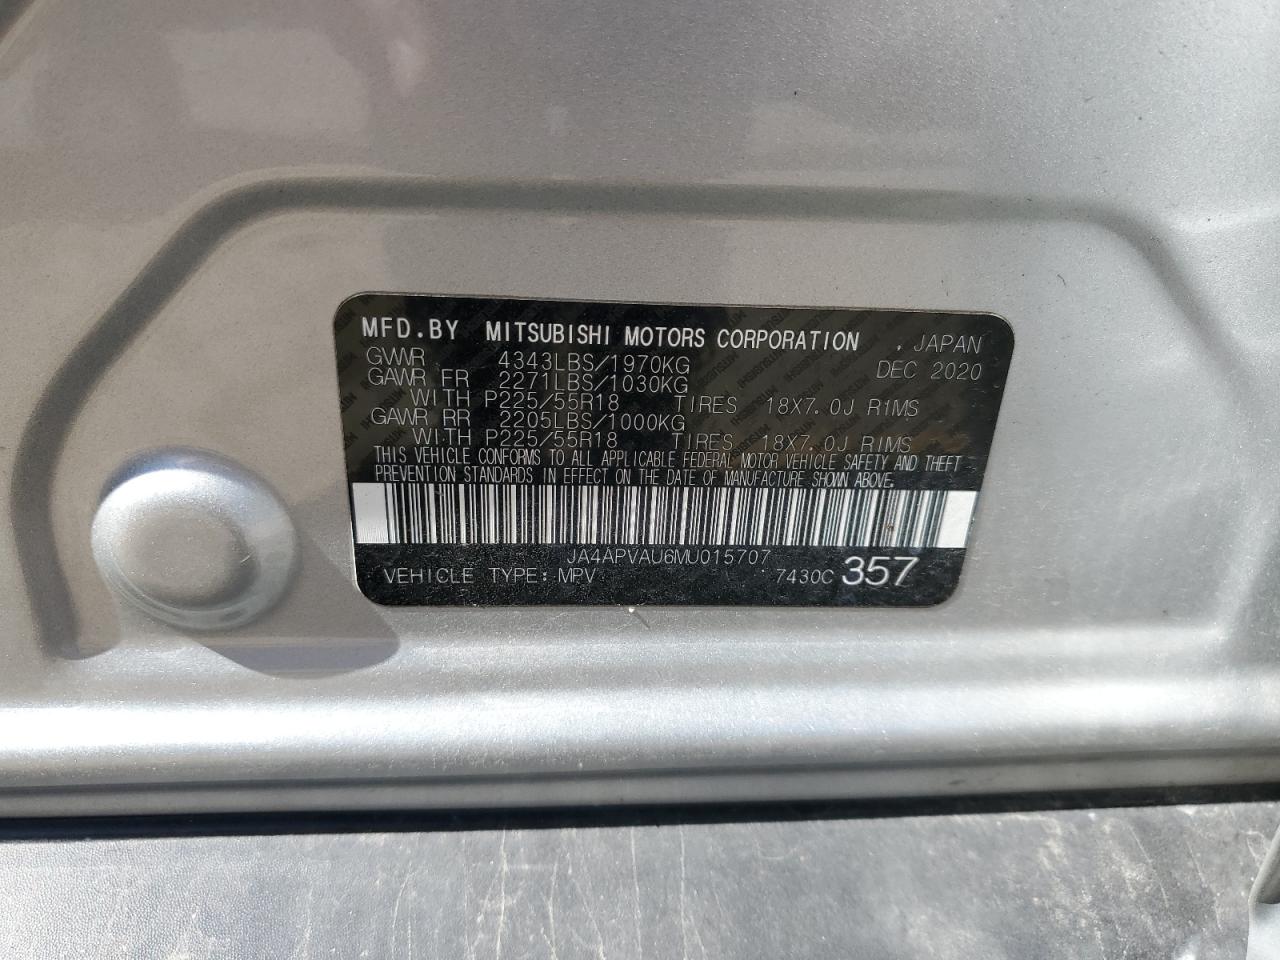 MFD.BY MITSUBISHI MOTORS CORPORATION . JAPAN
GVWR 4343LBS/1970KG DEC 2020
GAWR FR 2271LBS/1030KG
WITH P225/55R18 TIRES 18X7.0J RIMS
GAWR RR 2205LBS/1000KG
WITH P225/55R18 TIRES 18X7.0J RIMS
THIS VEHICLE CONFORMS TO ALL APPLICABLE FEDERAL MOTOR VEHICLE SAFETY AND THEFT
PREVENTION STANDARDS IN EFFECT ON THE DATE OF MANUFACTURE SHOWN ABOVE.
JA4APVAU6MU015707
VEHICLE TYPE: MPV 7430C 357